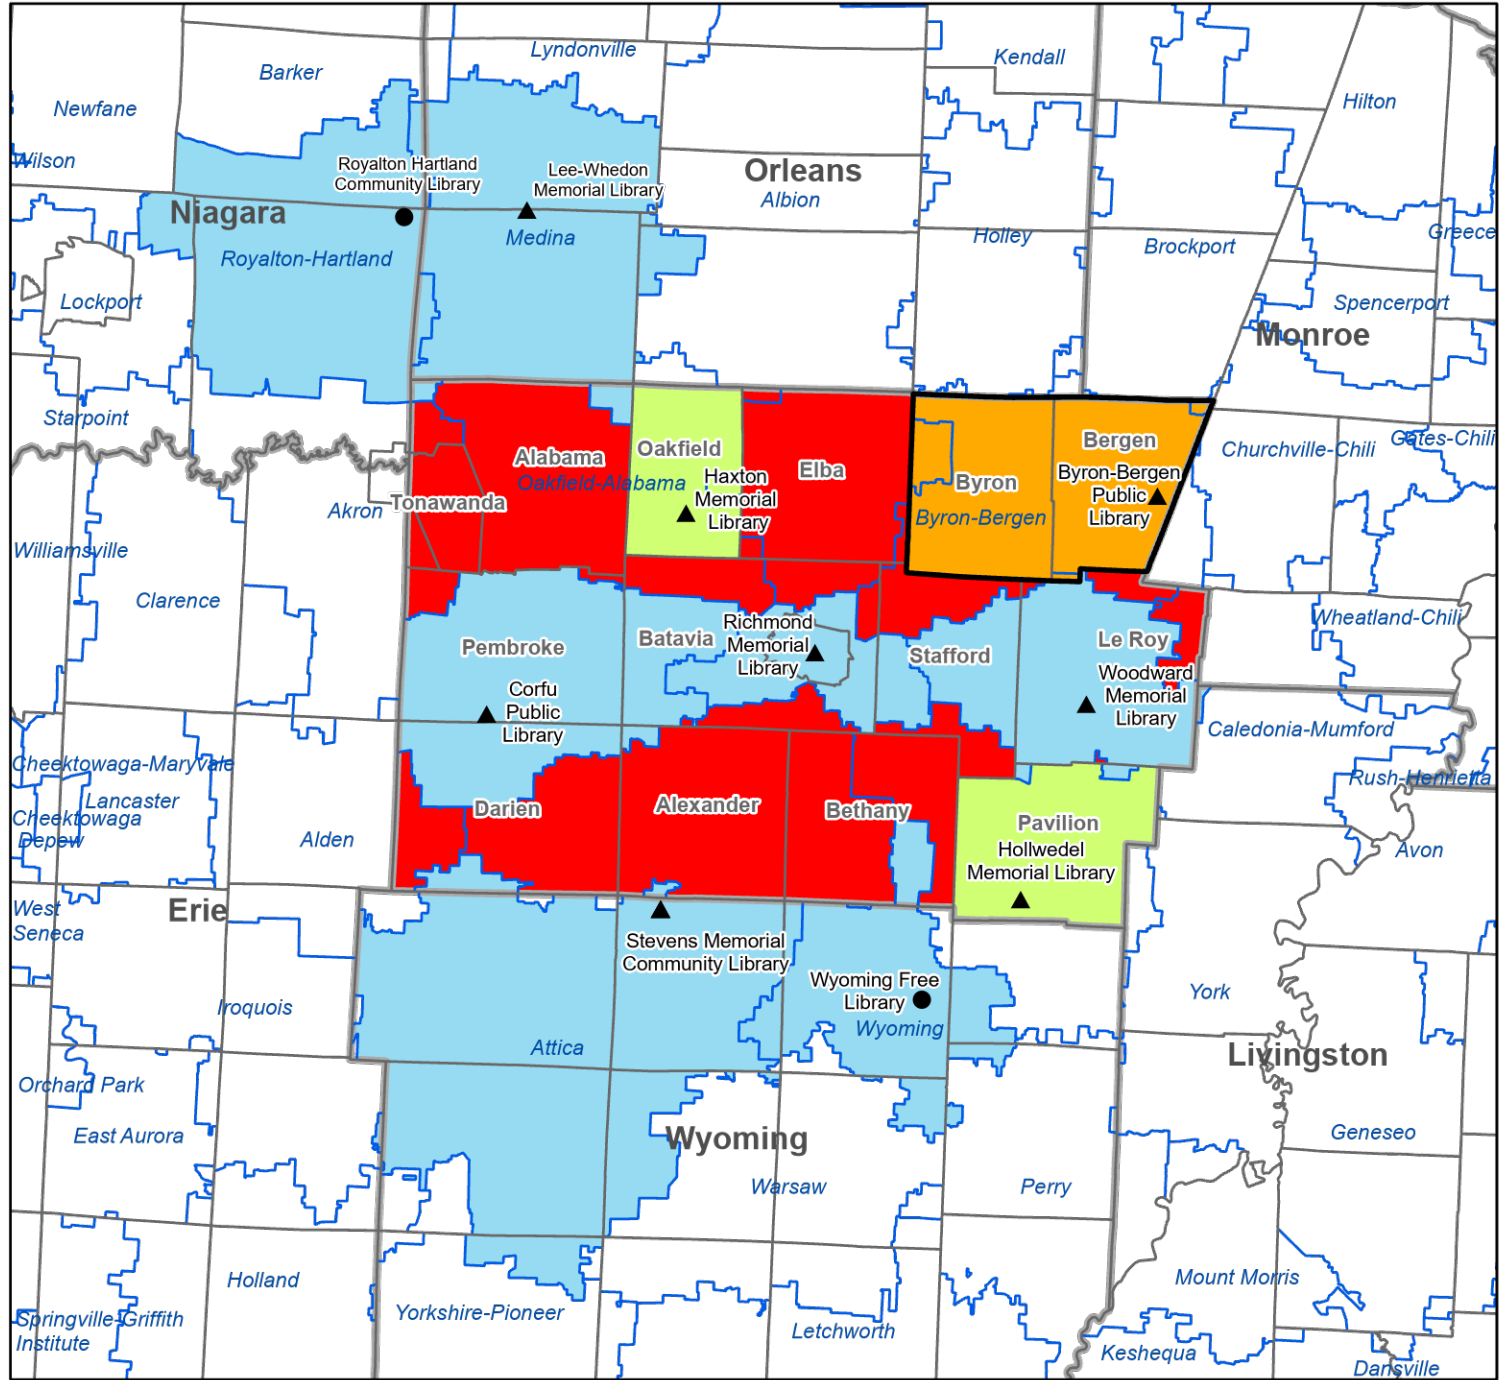 Lyndonville
Kendall
Barker
Newfane
Hilton
Wilson
Royalton Hartland
Community Library
Lee-Whedon
Memorial Library
Orleans
Albion
Niagara
Medina
Holley
Brockport
Greece
Royalton-Hartland
Lockport
Spencerport
Monroe
Starpoint
Alabama
Oakfield
Elba
Bergen
Churchville-Chili
Gates-Chili
Oakfield-Alabama
Haxton
Memorial
Library
Byron
Byron-Bergen
Public
Library
Tonawanda
Akron
Byron-Bergen
Williamsville
Clarence
Wheatland-Chili
Pembroke
Batavia
Richmond
Memorial
Library
Stafford
Le Roy
Woodward
Memorial
Library
Corfu
Public
Library
Caledonia-Mumford
Cheektowaga-Maryvale
Rush-Henrietta
Lancaster
Cheektowaga
Depew
Alden
Darien
Alexander
Bethany
Pavilion
Hollwedel
Memorial Library
Avon
West
Seneca
Erie
Stevens Memorial
Community Library
Wyoming Free
Library
Iroquois
Attica
Wyoming
York
Livingston
Orchard Park
East Aurora
Wyoming
Geneseo
Warsaw
Perry
Holland
Mount Morris
Springville-Griffith
Institute
Yorkshire-Pioneer
Letchworth
Keshequa
Dansville